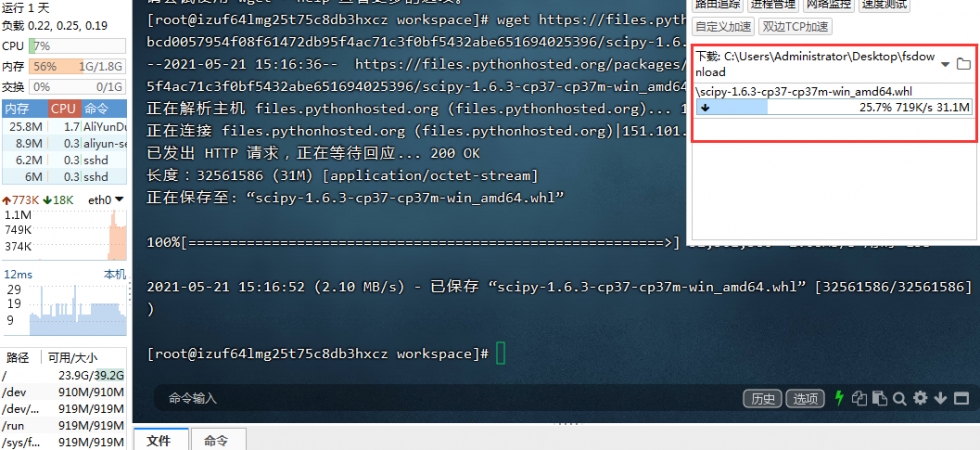 运行 1 天
负载 0.22, 0.25, 0.19
CPU 7%
内存 56% 1G/1.8G
交换 0% 0/1G
内存 CPU 命令
25.8M 1.7 AliYunDu
8.9M 0.3 aliyun-se
6.2M 0.3 sshd
6M 0.3 sshd
773K 18K eth0
1.1M
749K
374K
12ms 本机
29
19
9
路径 可用/大小
/ 23.9G/39.2G
/dev 910M/910M
/dev/... 919M/919M
/run 919M/919M
/sys/f... 919M/919M
[root@izuf64lmg25t75c8db3hxcz workspace]# wget https://files.pyth
bcd0057954f08f61472db95f4ac71c3f0bf5432abe651694025396/scipy-1.6.
--2021-05-21 15:16:36-- https://files.pythonhosted.org/packages/
5f4ac71c3f0bf5432abe651694025396/scipy-1.6.3-cp37-cp37m-win_amd64
正在解析主机 files.pythonhosted.org (files.pythonhosted.org)... 1
正在连接 files.pythonhosted.org (files.pythonhosted.org)|151.101.
已发出 HTTP 请求，正在等待回应... 200 OK
长度：32561586 (31M) [application/octet-stream]
正在保存至: “scipy-1.6.3-cp37-cp37m-win_amd64.whl”
100%[=========================================================>]
2021-05-21 15:16:52 (2.10 MB/s) - 已保存 “scipy-1.6.3-cp37-cp37m-win_amd64.whl” [32561586/32561586]
)
[root@izuf64lmg25t75c8db3hxcz workspace]#
命令输入 历史 选项
文件 命令
路由追踪 进程管理 网络监控 速度测试
自定义加速 双边TCP加速
下载: C:\Users\Administrator\Desktop\fsdow
nload
\scipy-1.6.3-cp37-cp37m-win_amd64.whl
25.7% 719K/s 31.1M